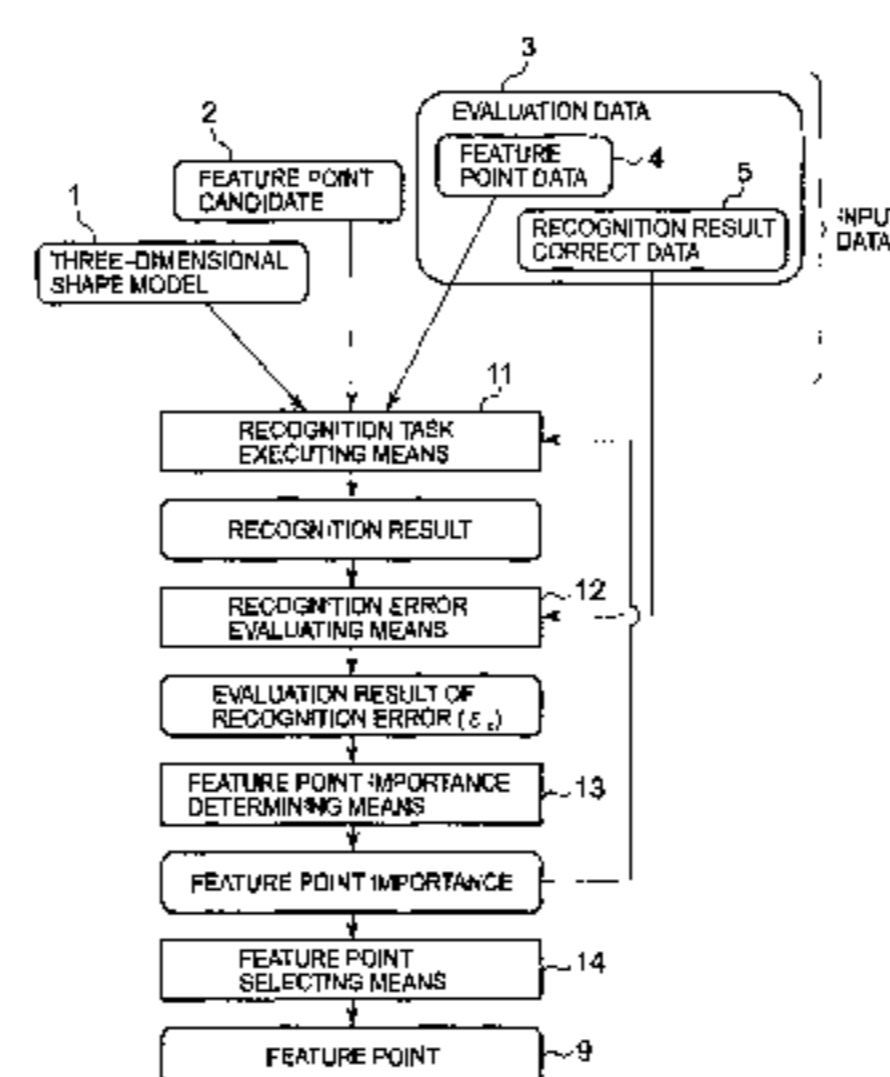 3
EVALUATION DATA
2
FEATURE POINT DATA
4
FEATURE POINT
CANDIDATE
5
1
RECOGNITION RESULT
CORRECT DATA
INPU
DATA
THREE-DIMENSIONAL
SHAPE MODEL
11
RECOGNITION TASK
EXECUTING MEANS
RECOGNITION RESULT
12
RECOGNITION ERROR
EVALUATING MEANS
EVALUATION RESULT OF
RECOGNITION ERROR
FEATURE POINT IMPORTANCE
DETERMINING MEANS
13
FEATURE POINT IMPORTANCE
FEATURE POINT
SELECTING MEANS
14
FEATURE POINT
9